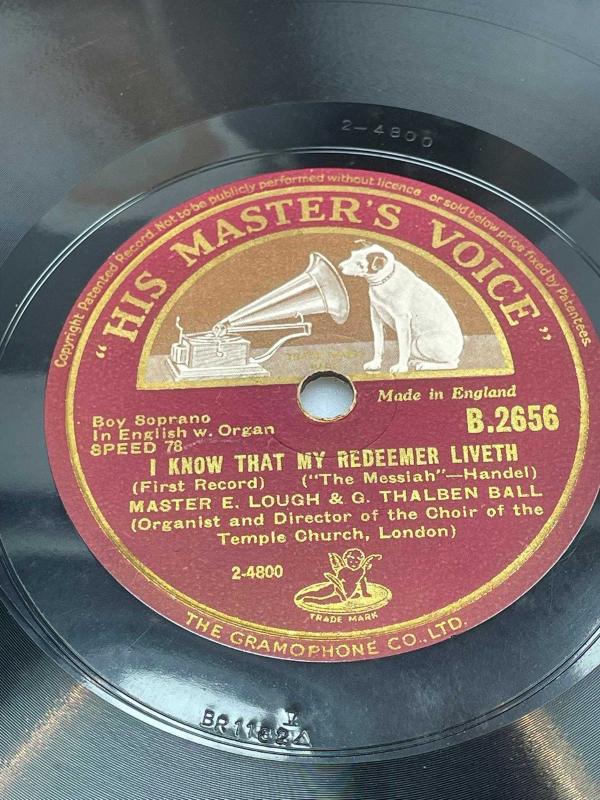 2-4800
Copyright Patented Record. Not to be publicly performed without licence or sold below price fixed by Patentees.
"HIS MASTER'S VOICE"
TRADE MARK
Made in England
B.2656
Boy Soprano
In English w. Organ
SPEED 78
I KNOW THAT MY REDEEMER LIVETH
(First Record) ("The Messiah"—Handel)
MASTER E. LOUGH & G. THALBEN BALL
(Organist and Director of the Choir of the
Temple Church, London)
2-4800
TRADE MARK
THE GRAMOPHONE CO., LTD.